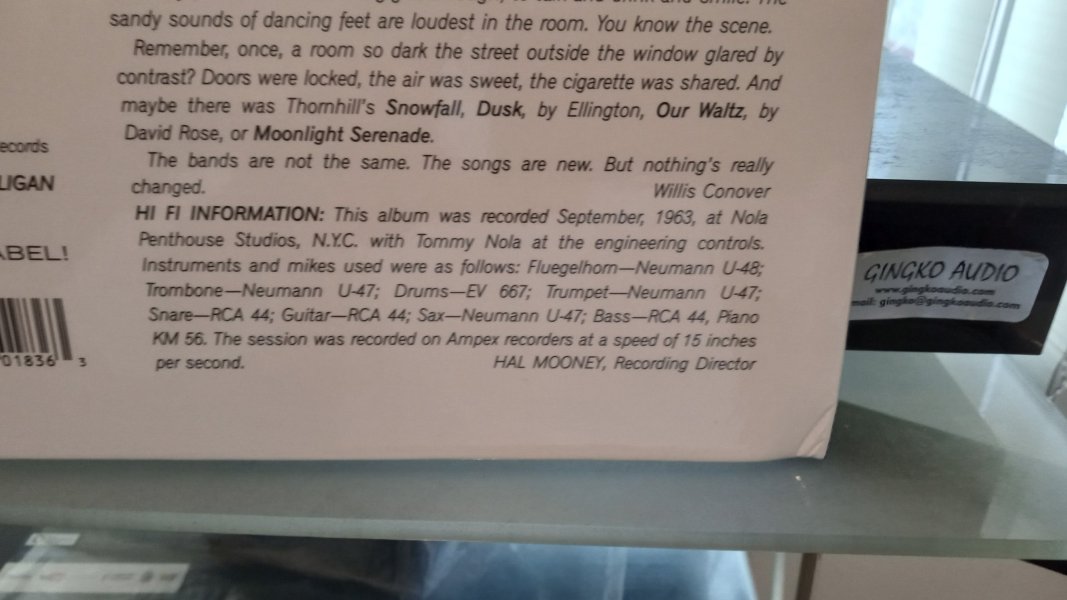 sandy sounds of dancing feet are loudest in the room. You know the scene.
Remember, once, a room so dark the street outside the window glared by
contrast? Doors were locked, the air was sweet, the cigarette was shared. And
maybe there was Thornhill's Snowfall, Dusk, by Ellington, Our Waltz, by
David Rose, or Moonlight Serenade.
The bands are not the same. The songs are new. But nothing's really
changed. Willis Conover
HI FI INFORMATION: This album was recorded September, 1963, at Nola
Penthouse Studios, N.Y.C. with Tommy Nola at the engineering controls.
Instruments and mikes used were as follows: Fluegelhorn—Neumann U-48;
Trombone—Neumann U-47; Drums—EV 667; Trumpet—Neumann U-47;
Snare—RCA 44; Guitar—RCA 44; Sax—Neumann U-47; Bass—RCA 44, Piano
KM 56. The session was recorded on Ampex recorders at a speed of 15 inches
per second. HAL MOONEY, Recording Director
ecords
LIGAN
ABEL!
01836 3
GINGKO AUDIO
www.gingkoaudio.com
mail: gingko@gingkoaudio.com